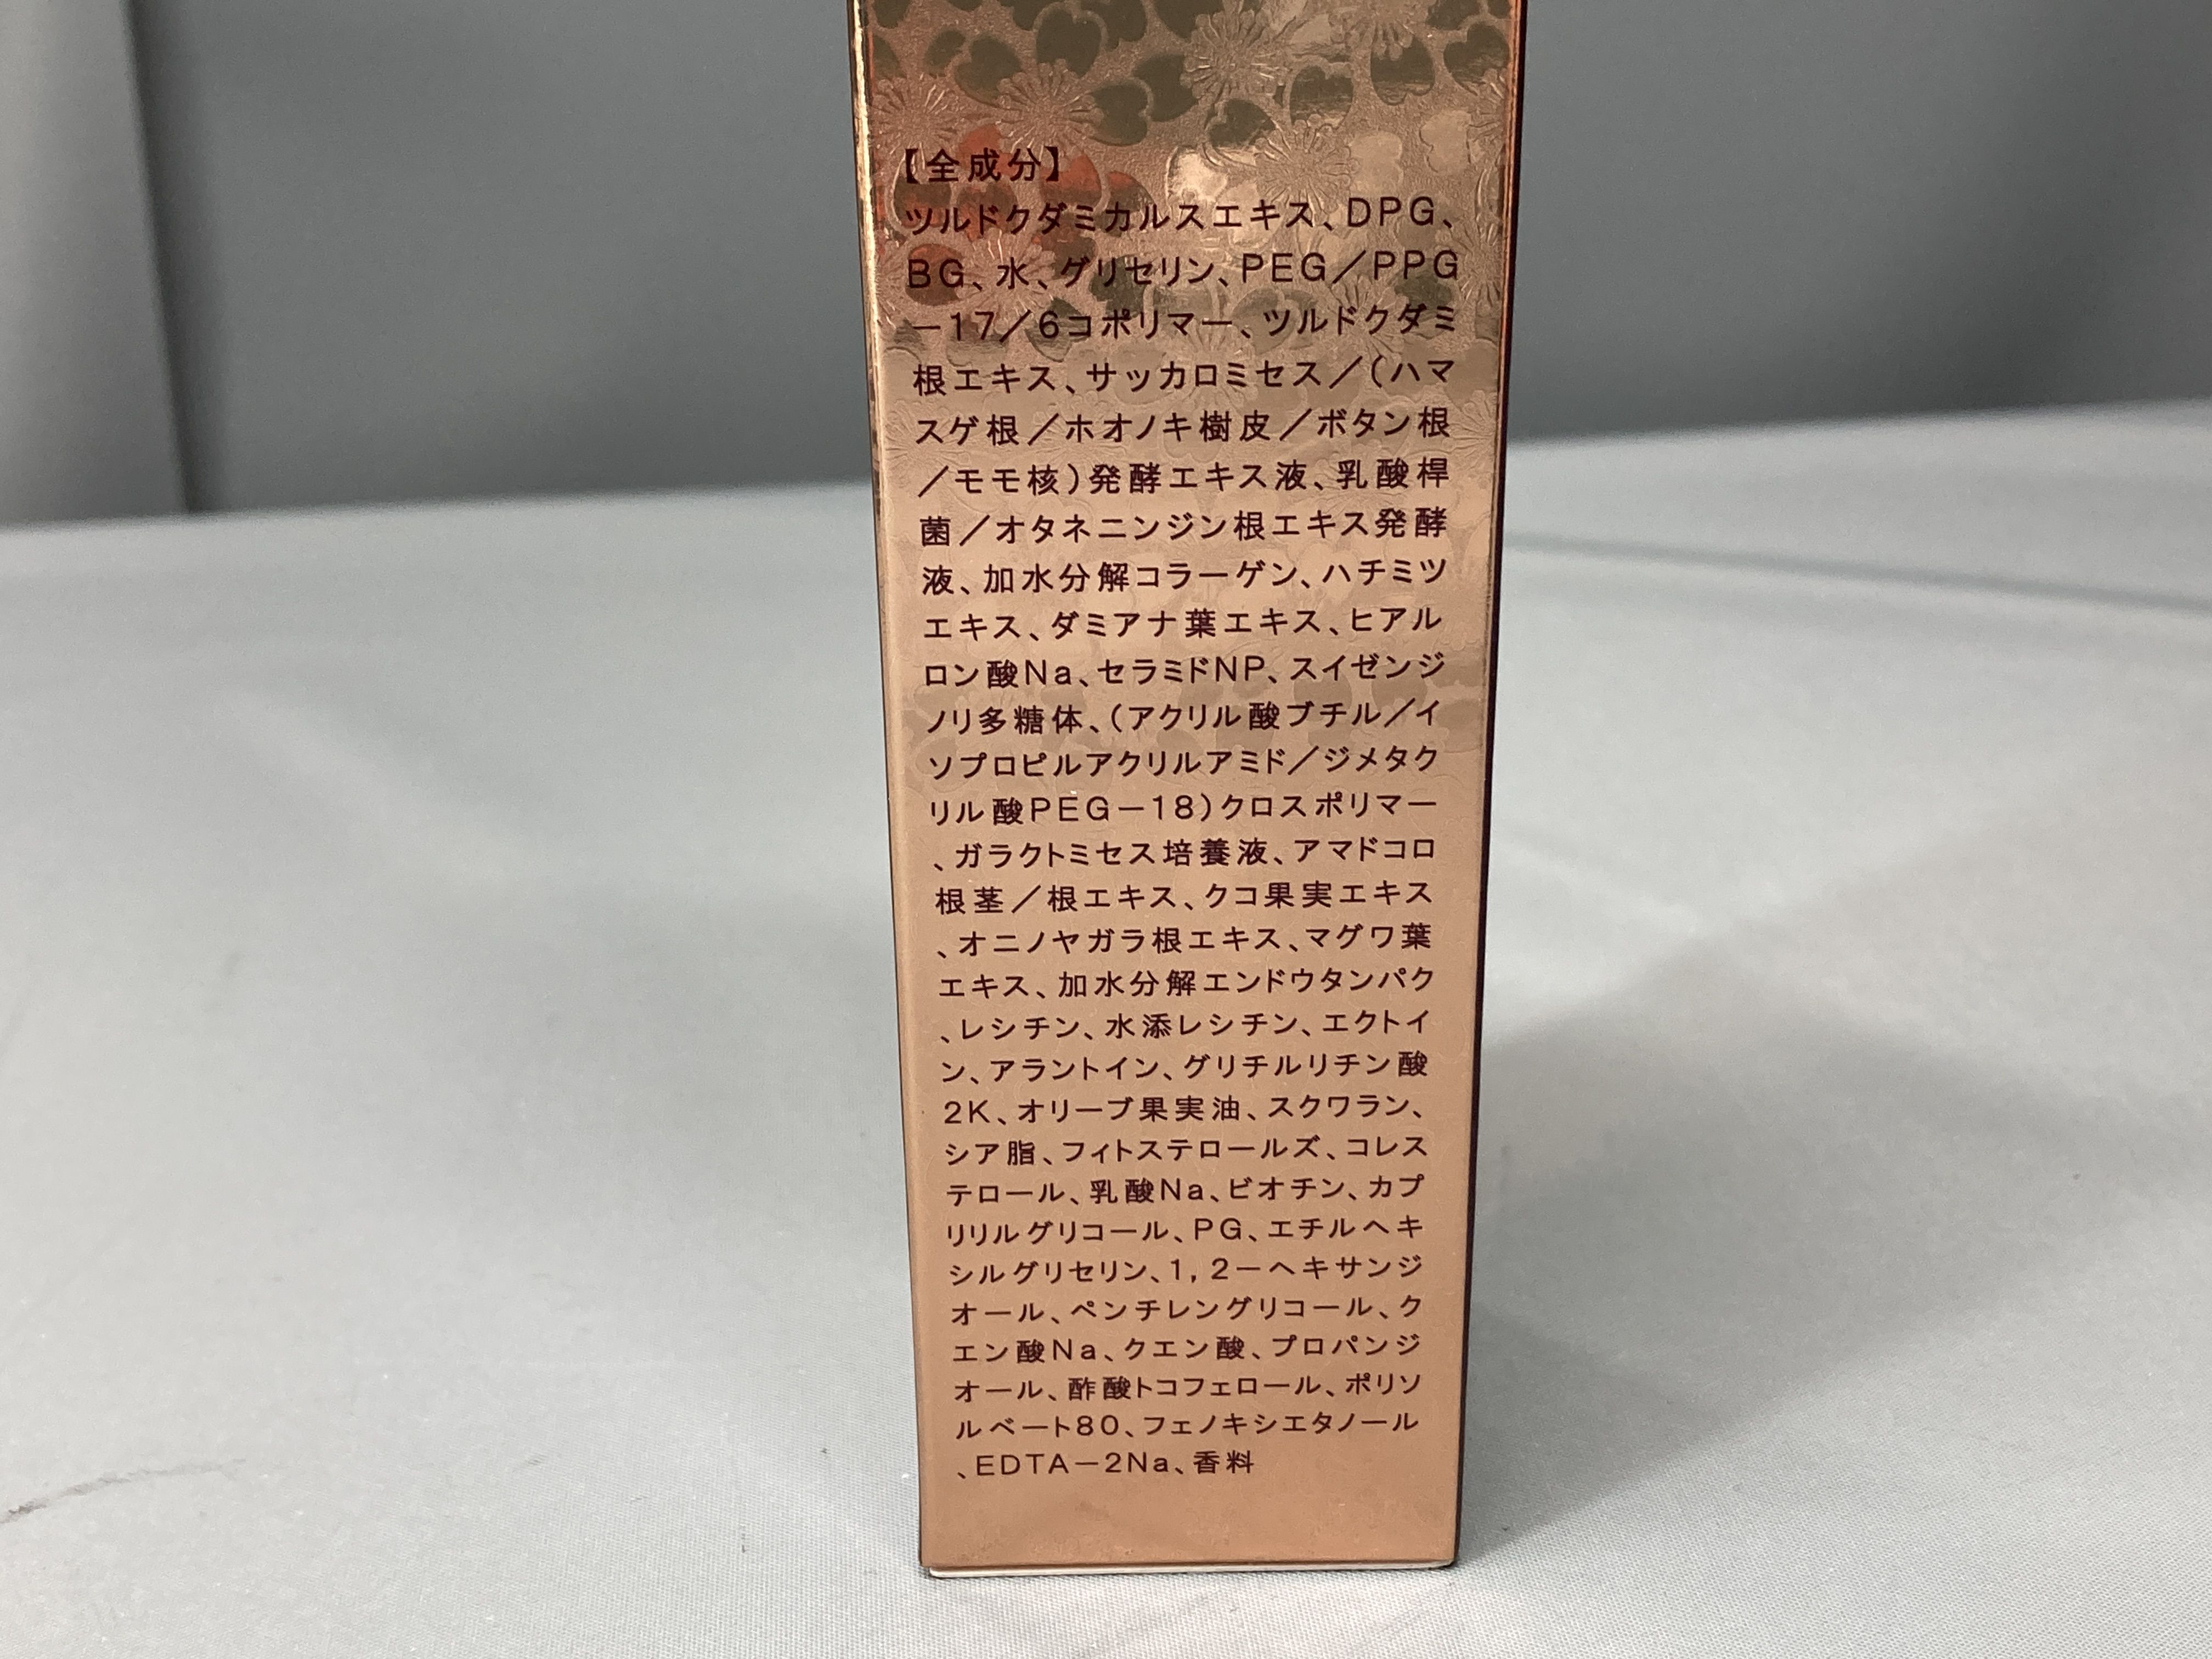 【全成分】
ツルドクダミカルスエキス、DPG、
BG、水、グリセリン、PEG／PPG
－17／6コポリマー、ツルドクダミ
根エキス、サッカロミセス／(ハマ
スゲ根／ホオノキ樹皮／ボタン根
／モモ核)発酵エキス液、乳酸桿
菌／オタネニンジン根エキス発酵
液、加水分解コラーゲン、ハチミツ
エキス、ダミアナ葉エキス、ヒアル
ロン酸Na、セラミドNP、スイゼンジ
ノリ多糖体、(アクリル酸ブチル／イ
ソプロピルアクリルアミド／ジメタク
リル酸PEG－18)クロスポリマー
、ガラクトミセス培養液、アマドコロ
根茎／根エキス、クコ果実エキス
、オニノヤガラ根エキス、マグワ葉
エキス、加水分解エンドウタンパク
、レシチン、水添レシチン、エクトイ
ン、アラントイン、グリチルリチン酸
2K、オリーブ果実油、スクワラン、
シア脂、フィトステロールズ、コレス
テロール、乳酸Na、ビオチン、カプ
リリルグリコール、PG、エチルヘキ
シルグリセリン、1，2－ヘキサンジ
オール、ペンチレングリコール、ク
エン酸Na、クエン酸、プロパンジ
オール、酢酸トコフェロール、ポリソ
ルベート80、フェノキシエタノール
、EDTA－2Na、香料